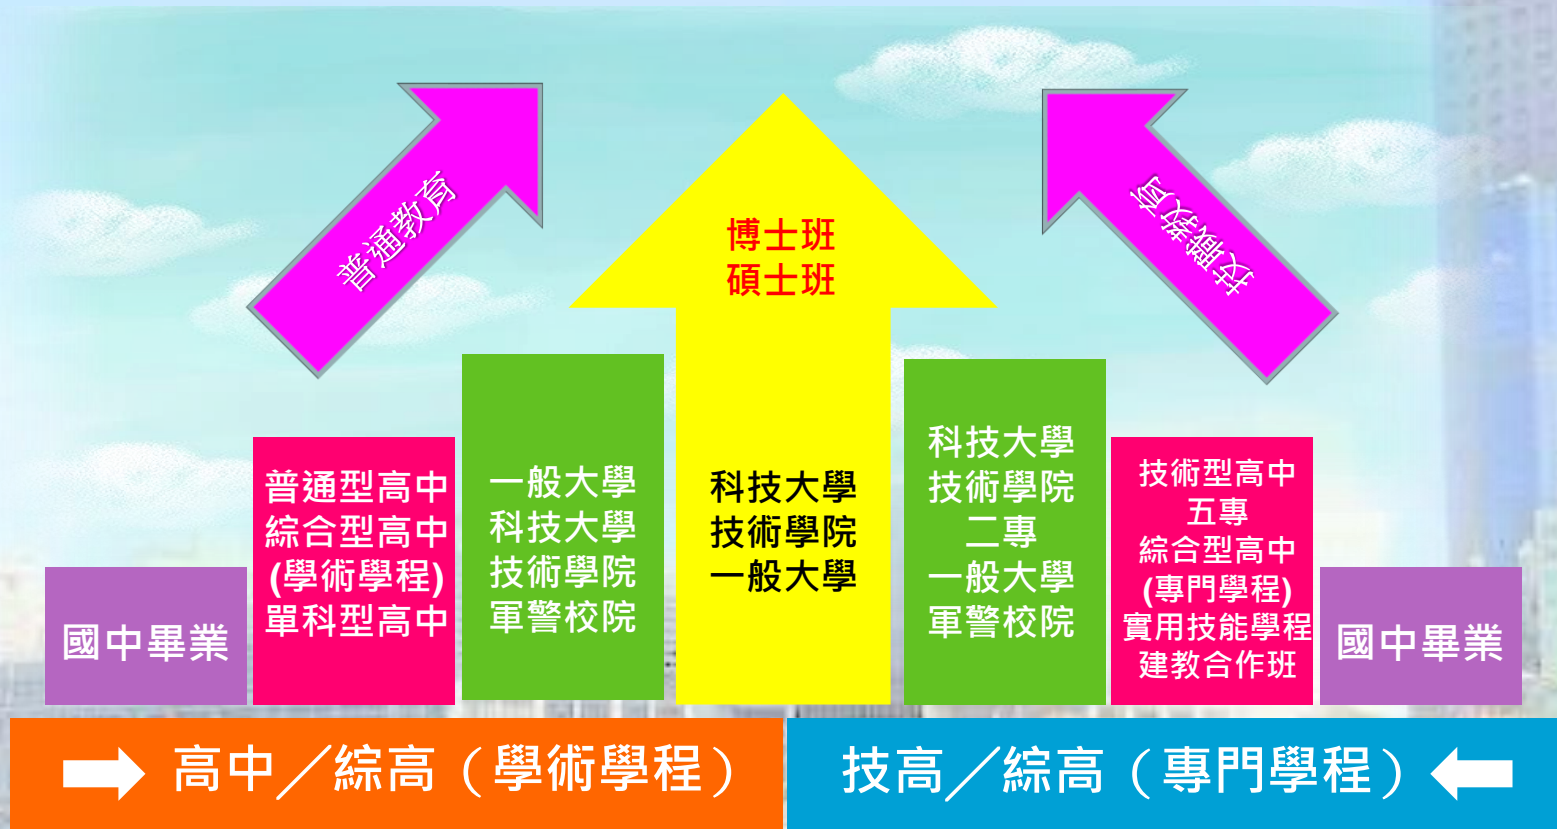 普通教育
技職教育
博士班
碩士班
科技大學
技術學院
一般大學
國中畢業
普通型高中
綜合型高中
(學術學程)
單科型高中
一般大學
科技大學
技術學院
軍警校院
科技大學
技術學院
二專
一般大學
軍警校院
技術型高中
五專
綜合型高中
(專門學程)
實用技能學程
建教合作班
國中畢業
高中／綜高（學術學程）
技高／綜高（專門學程）